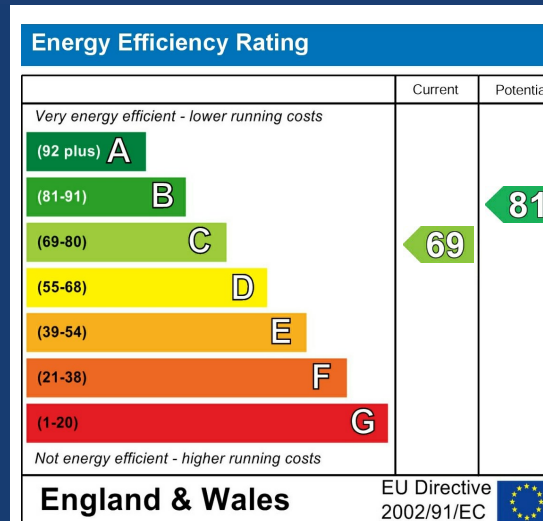 Energy Efficiency Rating
Current Potentia
Very energy efficient - lower running costs
(92 plus) A
(81-91) B
81
(69-80) C
69
(55-68) D
(39-54) E
(21-38) F
(1-20) G
Not energy efficient - higher running costs
England & Wales
EU Directive
2002/91/EC